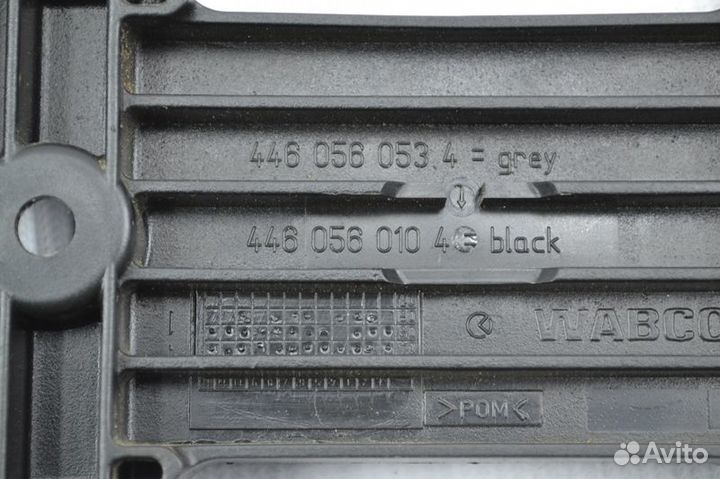 446 056 053 4 = grey
446 056 010 4 = black
WABCO
>POM<
Avito